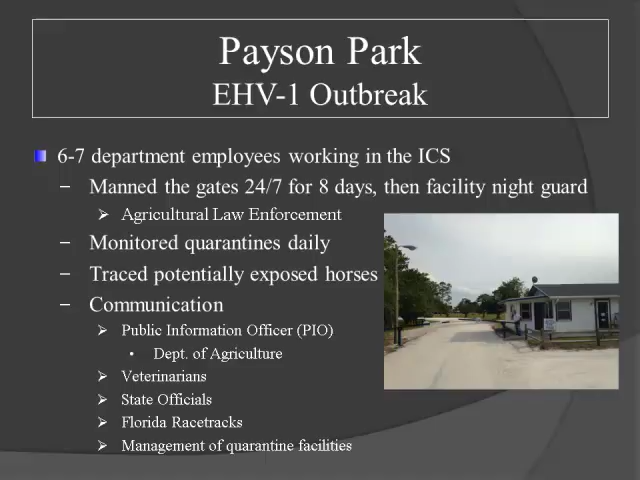 Payson Park
EHV-1 Outbreak
6-7 department employees working in the ICS
– Manned the gates 24/7 for 8 days, then facility night guard
➢ Agricultural Law Enforcement
– Monitored quarantines daily
– Traced potentially exposed horses
– Communication
➢ Public Information Officer (PIO)
• Dept. of Agriculture
➢ Veterinarians
➢ State Officials
➢ Florida Racetracks
➢ Management of quarantine facilities